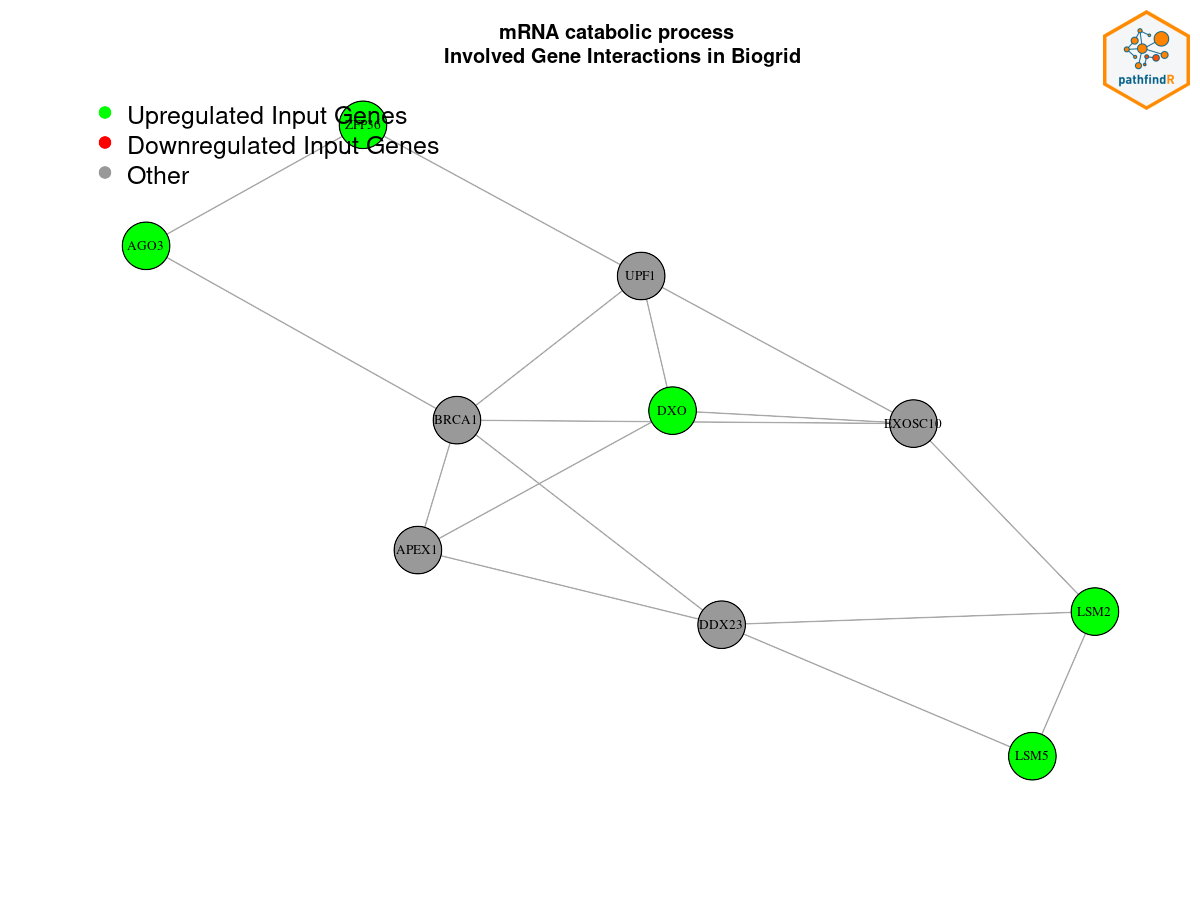 mRNA catabolic process
Involved Gene Interactions in Biogrid
pathfindR
Upregulated Input Genes
ZFP36
Downregulated Input Genes
Other
AGO3
UPF1
DXO
BRCA1
EXOSC10
APEX1
LSM2
DDX23
LSM5